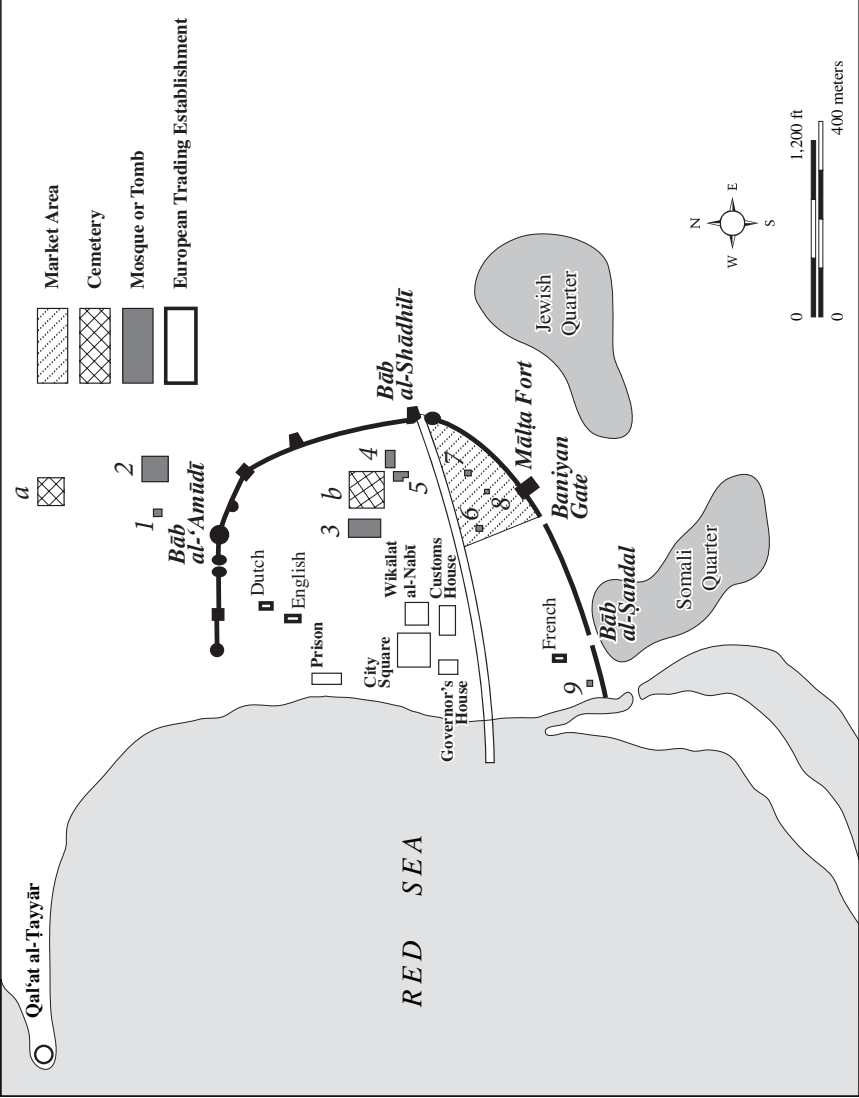 Qal‘at al-Ṭayyār
Market Area
Cemetery
Mosque or Tomb
European Trading Establishment
a
1
2
Bāb
al-‘Amūdī
Dutch
English
Prison
3
b
4
5
Bāb
al-Shādhilī
City
Square
Wikālat
al-Nabī
Customs
House
Governor's
House
6
7
8
RED SEA
Mālṭa Fort
Baniyan
Gate
French
9
Bāb
al-Ṣandal
Jewish
Quarter
Somali
Quarter
N
W
E
S
0
1,200 ft
0
400 meters